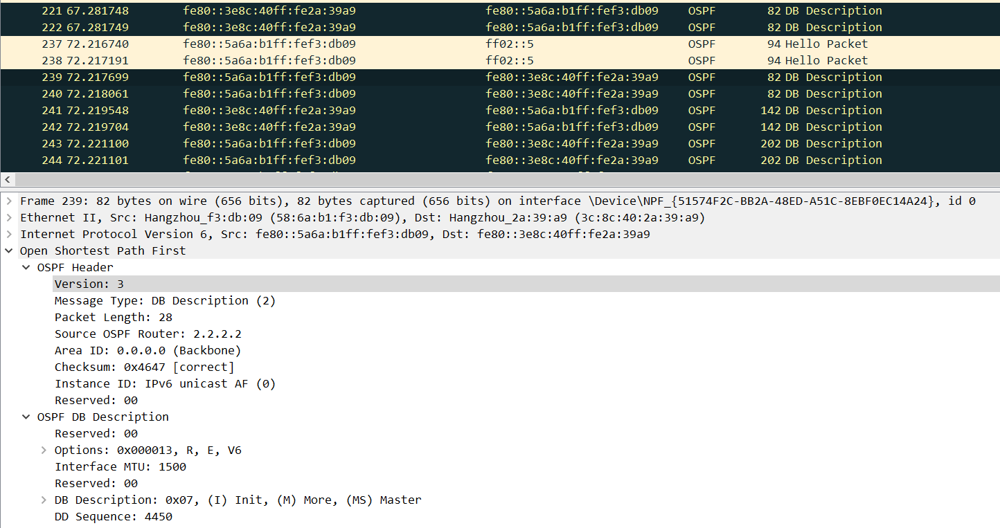 221 67.281748 fe80::3e8c:40ff:fe2a:39a9 fe80::5a6a:b1ff:fef3:db09 OSPF 82 DB Description
222 67.281749 fe80::3e8c:40ff:fe2a:39a9 fe80::5a6a:b1ff:fef3:db09 OSPF 82 DB Description
237 72.216740 fe80::5a6a:b1ff:fef3:db09 ff02::5 OSPF 94 Hello Packet
238 72.217191 fe80::5a6a:b1ff:fef3:db09 ff02::5 OSPF 94 Hello Packet
239 72.217699 fe80::5a6a:b1ff:fef3:db09 fe80::3e8c:40ff:fe2a:39a9 OSPF 82 DB Description
240 72.218061 fe80::5a6a:b1ff:fef3:db09 fe80::3e8c:40ff:fe2a:39a9 OSPF 82 DB Description
241 72.219548 fe80::3e8c:40ff:fe2a:39a9 fe80::5a6a:b1ff:fef3:db09 OSPF 142 DB Description
242 72.219704 fe80::3e8c:40ff:fe2a:39a9 fe80::5a6a:b1ff:fef3:db09 OSPF 142 DB Description
243 72.221100 fe80::5a6a:b1ff:fef3:db09 fe80::3e8c:40ff:fe2a:39a9 OSPF 202 DB Description
244 72.221101 fe80::5a6a:b1ff:fef3:db09 fe80::3e8c:40ff:fe2a:39a9 OSPF 202 DB Description
Frame 239: 82 bytes on wire (656 bits), 82 bytes captured (656 bits) on interface \Device\NPF_{51574F2C-BB2A-48ED-A51C-8EBF0EC14A24}, id 0
Ethernet II, Src: Hangzhou_f3:db:09 (58:6a:b1:f3:db:09), Dst: Hangzhou_2a:39:a9 (3c:8c:40:2a:39:a9)
Internet Protocol Version 6, Src: fe80::5a6a:b1ff:fef3:db09, Dst: fe80::3e8c:40ff:fe2a:39a9
Open Shortest Path First
OSPF Header
Version: 3
Message Type: DB Description (2)
Packet Length: 28
Source OSPF Router: 2.2.2.2
Area ID: 0.0.0.0 (Backbone)
Checksum: 0x4647 [correct]
Instance ID: IPv6 unicast AF (0)
Reserved: 00
OSPF DB Description
Reserved: 00
Options: 0x000013, R, E, V6
Interface MTU: 1500
Reserved: 00
DB Description: 0x07, (I) Init, (M) More, (MS) Master
DD Sequence: 4450